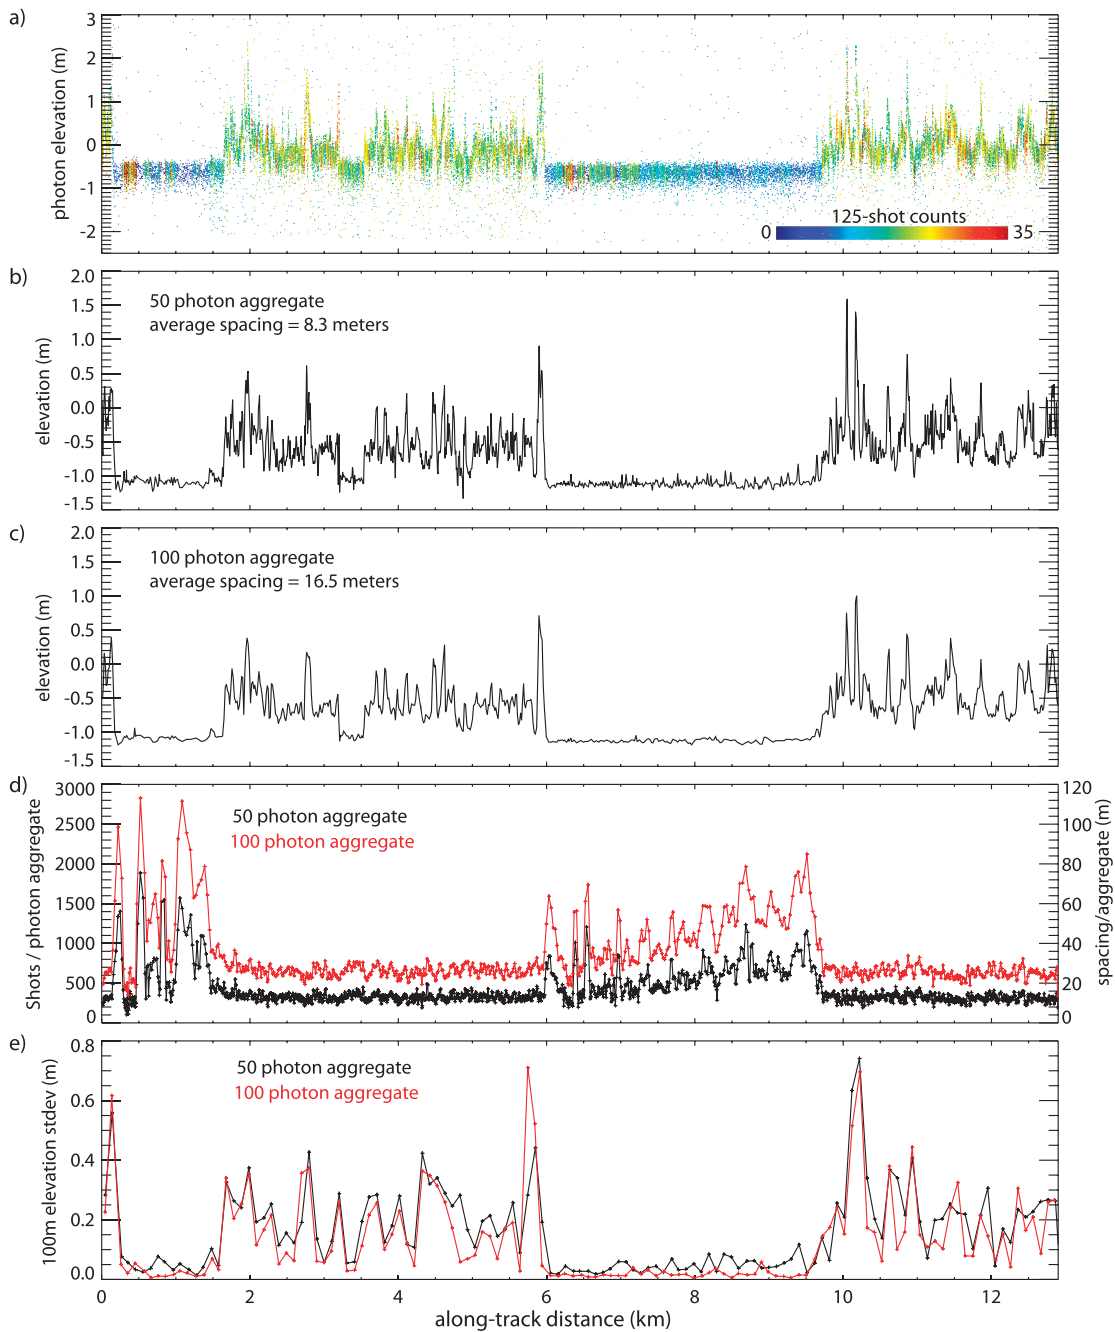 a)
photon elevation (m)
3
2
1
0
-1
-2
125-shot counts
0
35
b)
elevation (m)
2.0
1.5
1.0
0.5
0.0
-0.5
-1.0
-1.5
50 photon aggregate
average spacing = 8.3 meters
c)
elevation (m)
2.0
1.5
1.0
0.5
0.0
-0.5
-1.0
-1.5
100 photon aggregate
average spacing = 16.5 meters
d)
Shots / photon aggregate
3000
2500
2000
1500
1000
500
0
50 photon aggregate
100 photon aggregate
120
100
80
60
40
20
0
spacing/aggregate (m)
e)
100m elevation stdev (m)
0.8
0.6
0.4
0.2
0.0
50 photon aggregate
100 photon aggregate
0
2
4
6
8
10
12
along-track distance (km)